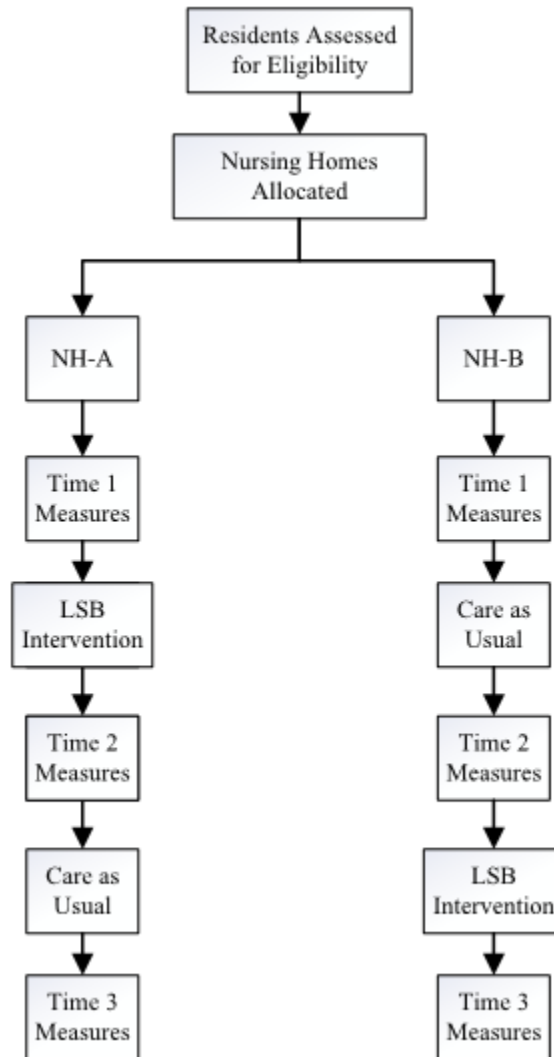 Residents Assessed
for Eligibility
Nursing Homes
Allocated
NH-A
Time 1
Measures
LSB
Intervention
Time 2
Measures
Care as
Usual
Time 3
Measures
NH-B
Time 1
Measures
Care as
Usual
Time 2
Measures
LSB
Intervention
Time 3
Measures